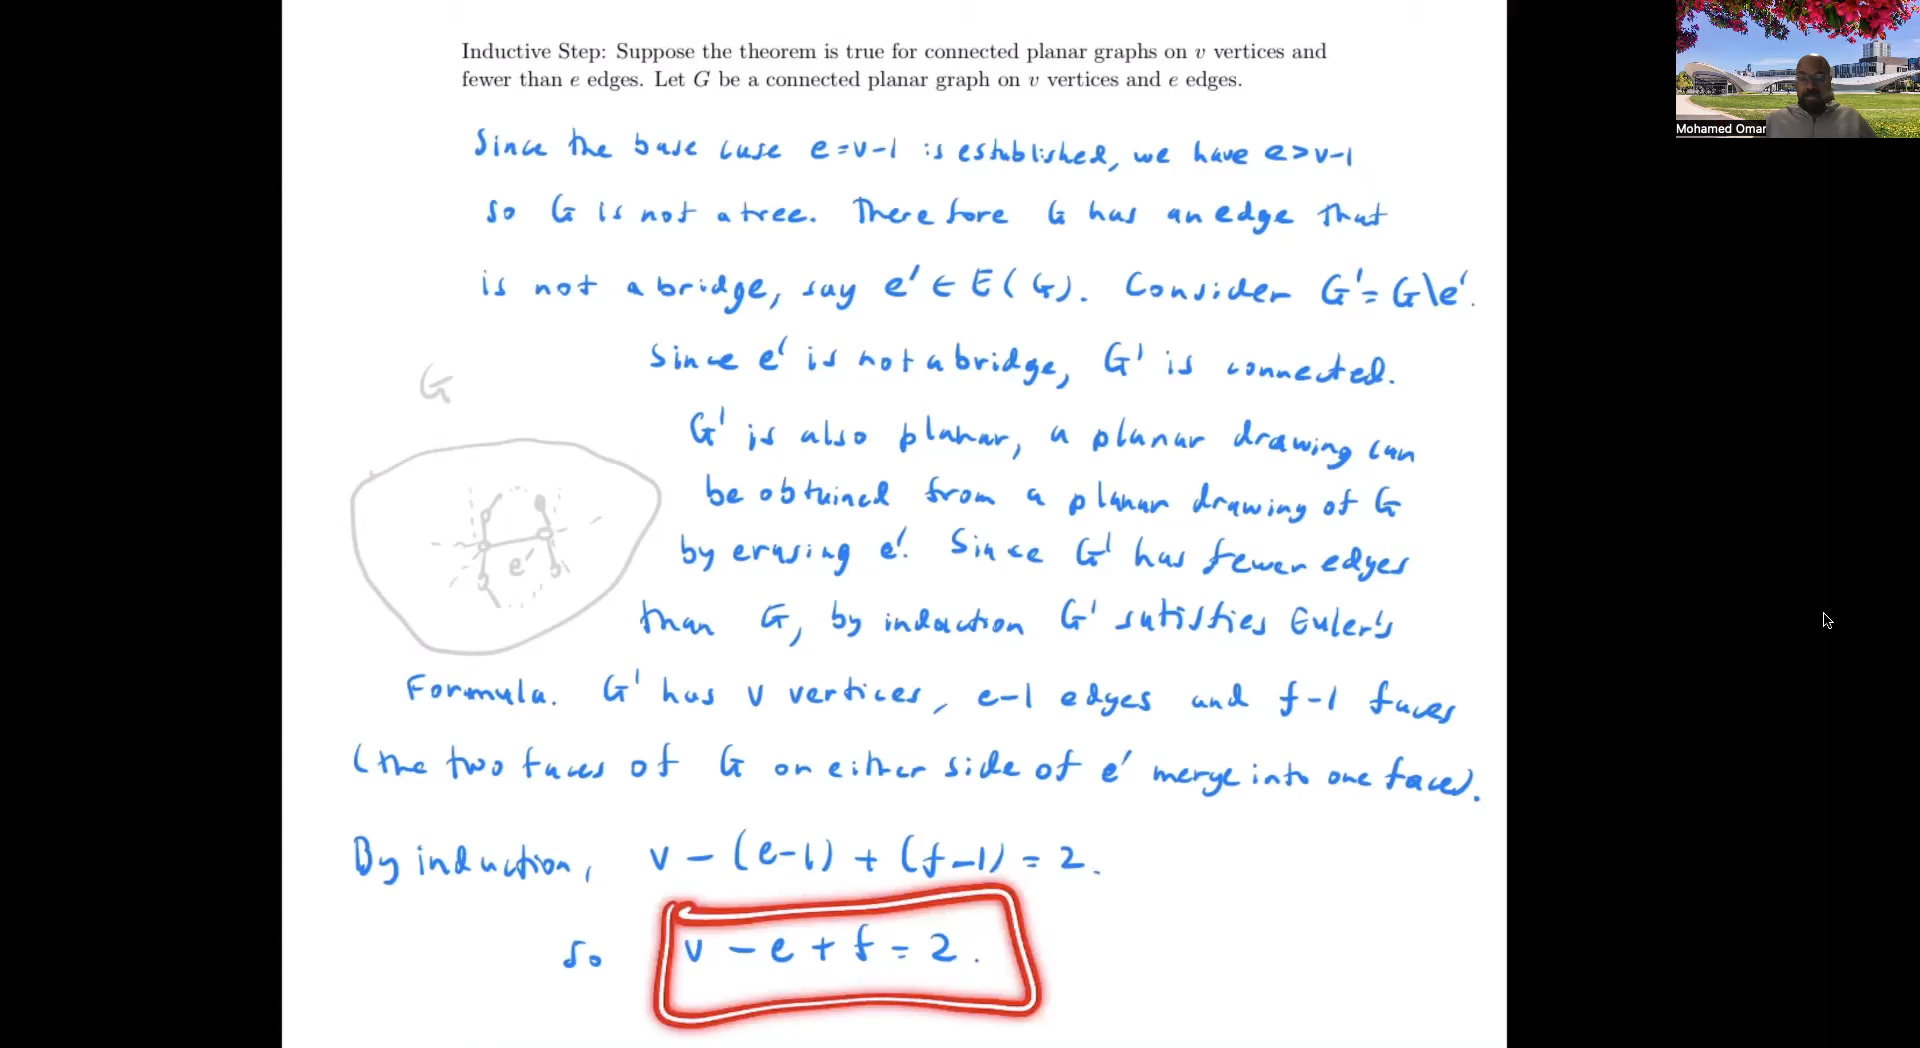 Inductive Step: Suppose the theorem is true for connected planar graphs on v vertices and
fewer than e edges. Let G be a connected planar graph on v vertices and e edges.
Since the base case e=v-1 is established, we have e>v-1
so G is not a tree. Therefore G has an edge that
is not a bridge, say e' ∈ E(G). Consider G'=G\e'.
Since e' is not a bridge, G' is connected.
G
G' is also planar, a planar drawing can
be obtained from a planar drawing of G
by erasing e'. Since G' has fewer edges
e'
than G, by induction G' satisfies Euler's
Formula. G' has v vertices, e-1 edges and f-1 faces
(the two faces of G on either side of e' merge into one face).
By induction, v-(e-1)+(f-1)=2.
so v-e+f=2.
Mohamed Omar